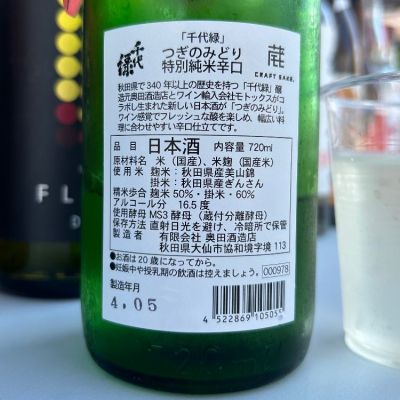 千代緑
「千代緑」
つぎのみどり
特別純米辛口
蔵
CRAFT SAKE
秋田県で340年以上の歴史を持つ「千代緑」醸
造元奥田酒造店とワイン輸入会社モトックスがコ
ラボし生まれた新しい日本酒が「つぎのみどり」。
ワイン感覚でフレッシュな酸を楽しめ、幅広い料
理に合わせやすい辛口仕立てです。
品目 日本酒 内容量 720ml
原材料名 米(国産)、米麹(国産米)
使用米 麹米:秋田県産美山錦
掛米:秋田県産ぎんさん
精米歩合 麹米50%・掛米60%
アルコール分 16.5度
使用酵母 MS3酵母(蔵付分離酵母)
保存方法 直射日光を避け、冷暗所で保管
製造者 有限会社 奥田酒造店
秋田県大仙市協和境字境113
●お酒は20歳になってから。
●妊娠中や授乳期の飲酒は控えましょう。
000978
製造年月
4.05
4 522869 105055
FL